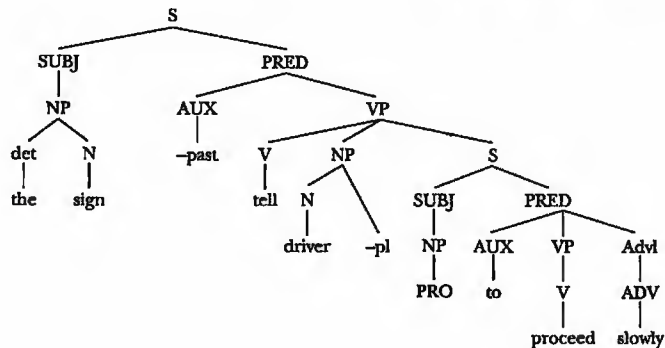 S
SUBJ PRED
NP AUX VP
det N –past V NP S
the sign tell N –pl SUBJ PRED
driver NP AUX VP Advl
PRO to V ADV
proceed slowly